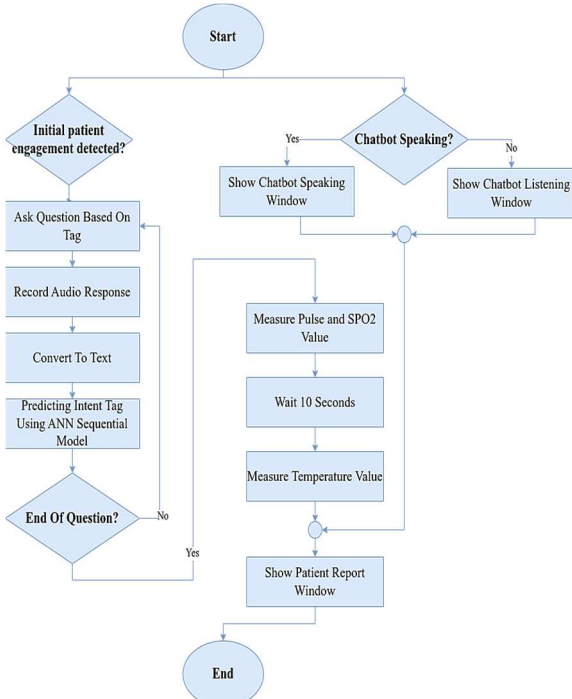 Start
Initial patient
engagement detected?
Chatbot Speaking?
Yes
No
Show Chatbot Speaking
Window
Show Chatbot Listening
Window
Ask Question Based On
Tag
Record Audio Response
Convert To Text
Predicting Intent Tag
Using ANN Sequential
Model
End Of Question?
No
Yes
Measure Pulse and SPO2
Value
Wait 10 Seconds
Measure Temperature Value
Show Patient Report
Window
End